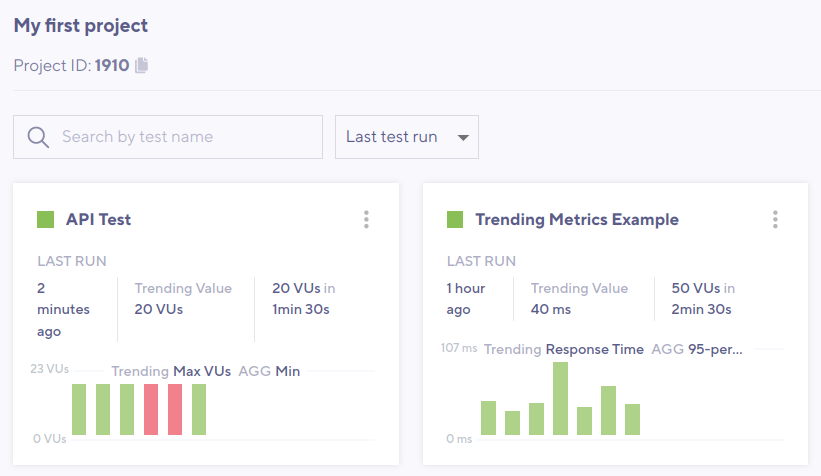 My first project
Project ID: 1910
Search by test name
Last test run
API Test
LAST RUN
2 minutes ago
Trending Value
20 VUs
20 VUs in
1min 30s
23 VUs
Trending Max VUs AGG Min
0 VUs
Trending Metrics Example
LAST RUN
1 hour ago
Trending Value
40 ms
50 VUs in
2min 30s
107 ms
Trending Response Time AGG 95-per...
0 ms